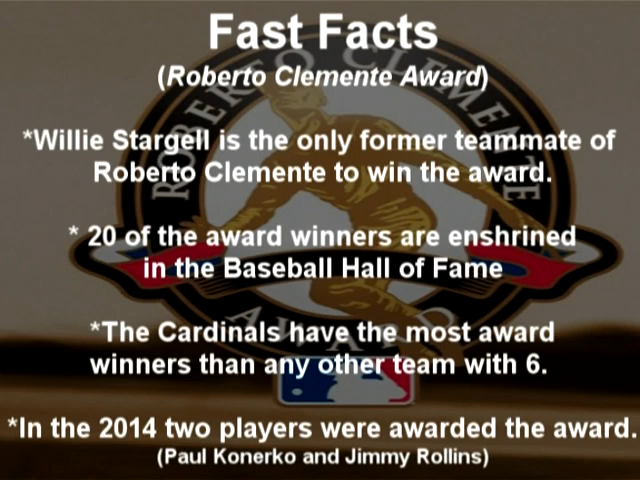 Fast Facts
(Roberto Clemente Award)
*Willie Stargell is the only former teammate of
Roberto Clemente to win the award.
* 20 of the award winners are enshrined
in the Baseball Hall of Fame
*The Cardinals have the most award
winners than any other team with 6.
*In the 2014 two players were awarded the award.
(Paul Konerko and Jimmy Rollins)
ROBERTO CLEMENTE
AWARD